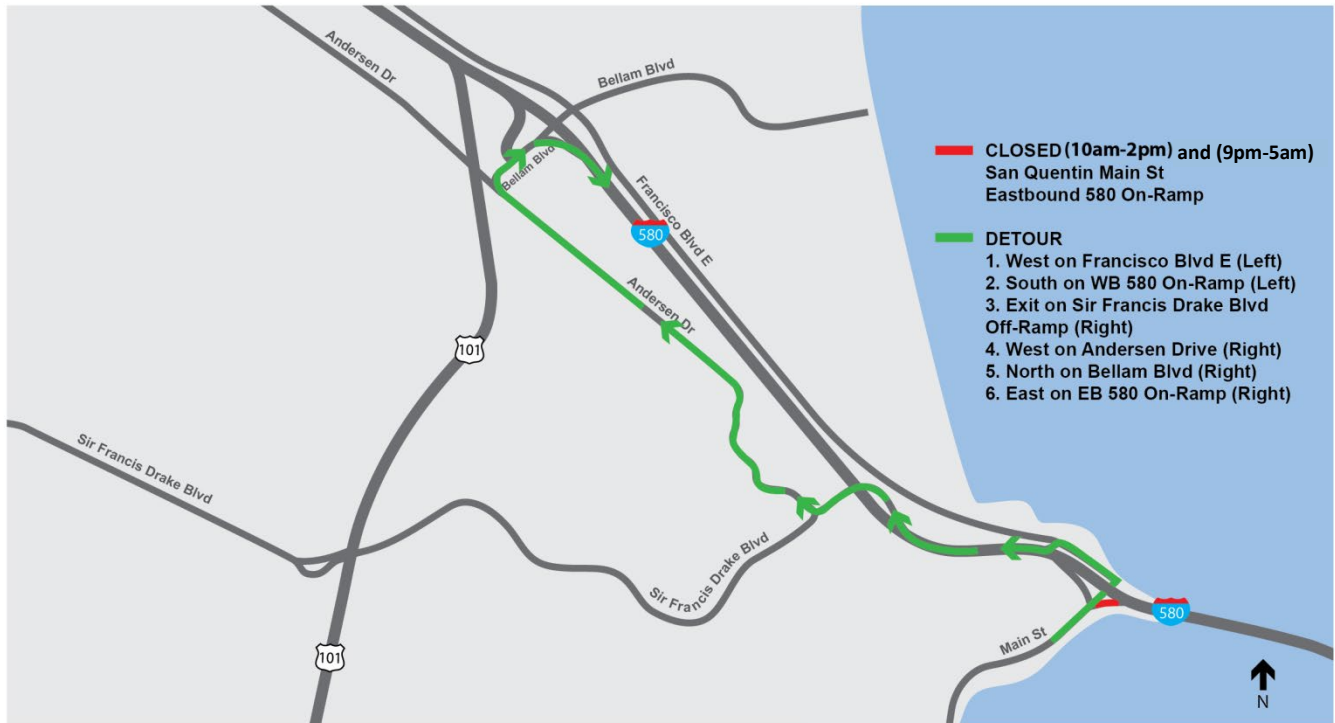 Andersen Dr
Bellam Blvd
Bellam Blvd
Francisco Blvd E
580
Andersen Dr
101
Sir Francis Drake Blvd
Sir Francis Drake Blvd
101
Main St
580
CLOSED (10am-2pm) and (9pm-5am)
San Quentin Main St
Eastbound 580 On-Ramp
DETOUR
1. West on Francisco Blvd E (Left)
2. South on WB 580 On-Ramp (Left)
3. Exit on Sir Francis Drake Blvd
Off-Ramp (Right)
4. West on Andersen Drive (Right)
5. North on Bellam Blvd (Right)
6. East on EB 580 On-Ramp (Right)
N